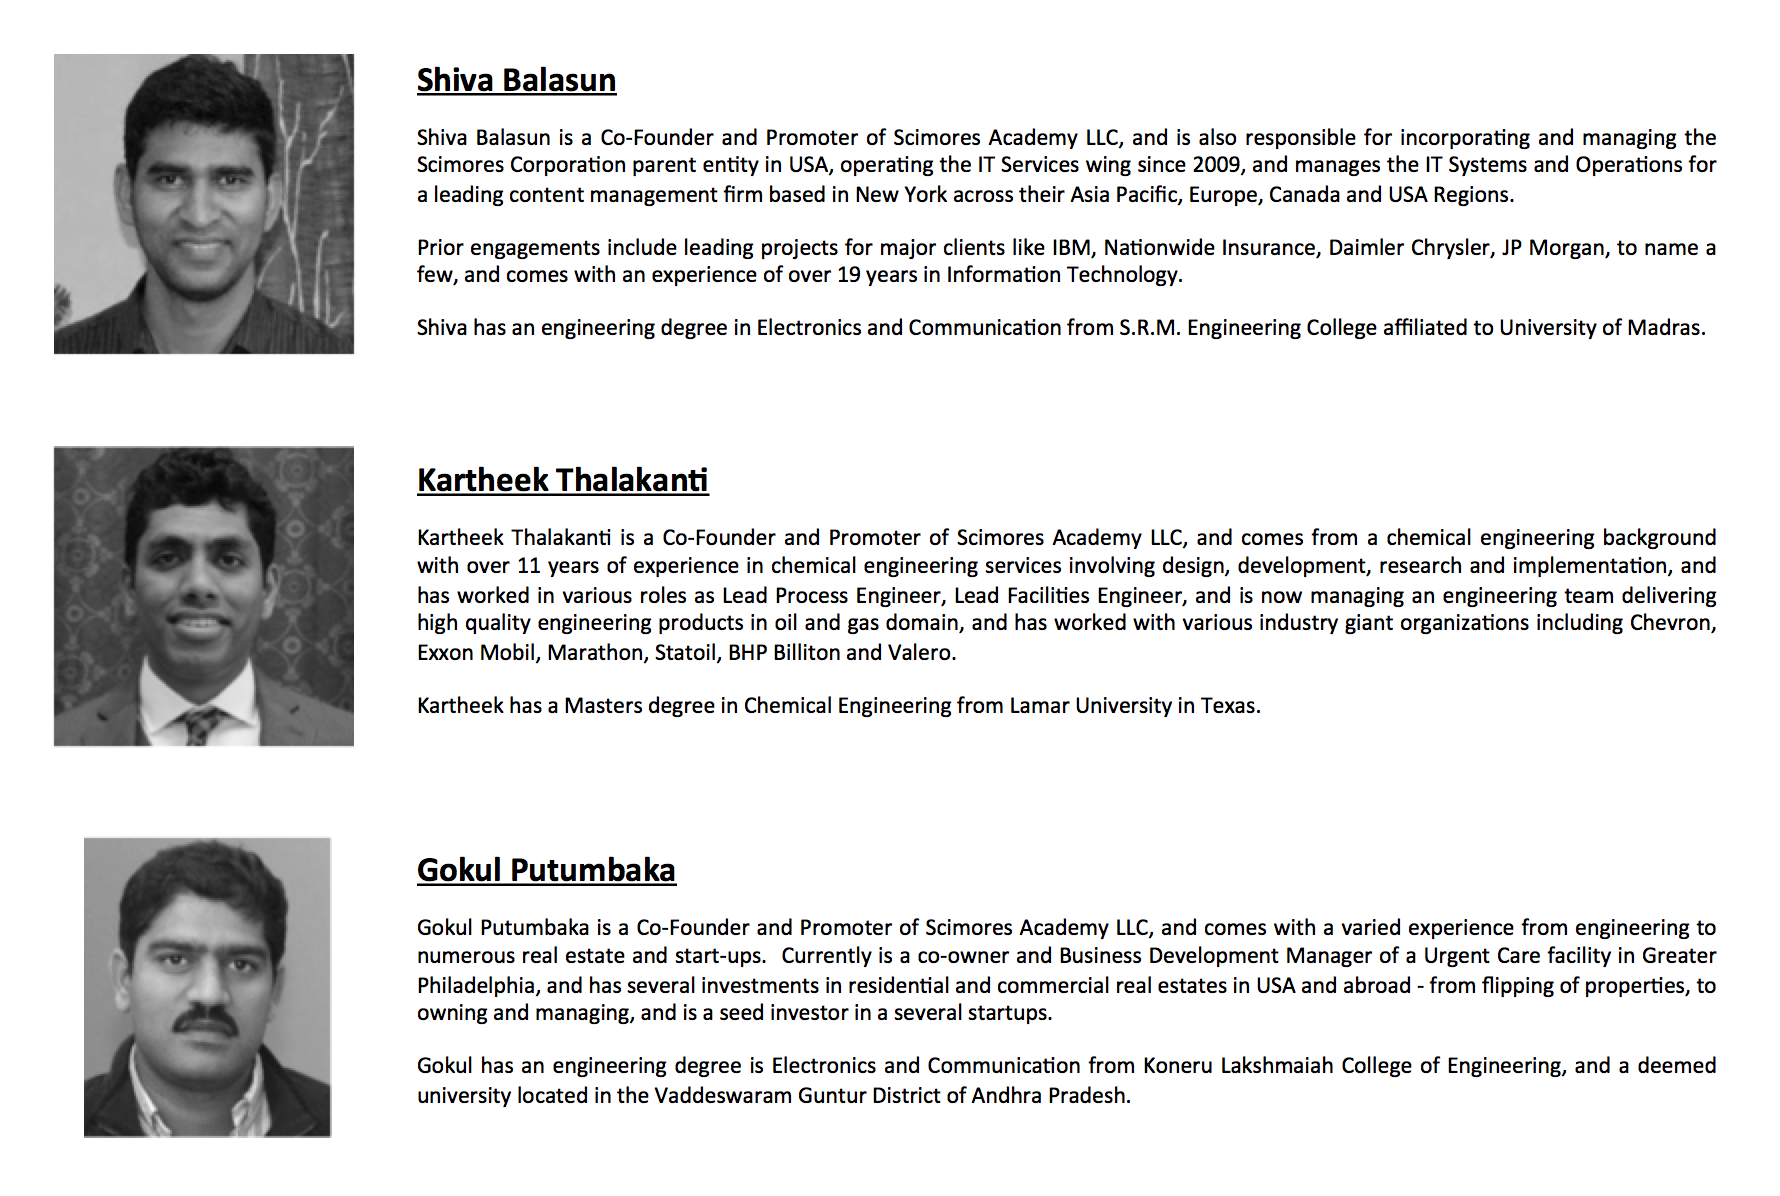 Shiva Balasun
Shiva Balasun is a Co-Founder and Promoter of Scimores Academy LLC, and is also responsible for incorporating and managing the
Scimores Corporation parent entity in USA, operating the IT Services wing since 2009, and manages the IT Systems and Operations for
a leading content management firm based in New York across their Asia Pacific, Europe, Canada and USA Regions.
Prior engagements include leading projects for major clients like IBM, Nationwide Insurance, Daimler Chrysler, JP Morgan, to name a
few, and comes with an experience of over 19 years in Information Technology.
Shiva has an engineering degree in Electronics and Communication from S.R.M. Engineering College affiliated to University of Madras.
Kartheek Thalakanti
Kartheek Thalakanti is a Co-Founder and Promoter of Scimores Academy LLC, and comes from a chemical engineering background
with over 11 years of experience in chemical engineering services involving design, development, research and implementation, and
has worked in various roles as Lead Process Engineer, Lead Facilities Engineer, and is now managing an engineering team delivering
high quality engineering products in oil and gas domain, and has worked with various industry giant organizations including Chevron,
Exxon Mobil, Marathon, Statoil, BHP Billiton and Valero.
Kartheek has a Masters degree in Chemical Engineering from Lamar University in Texas.
Gokul Putumbaka
Gokul Putumbaka is a Co-Founder and Promoter of Scimores Academy LLC, and comes with a varied experience from engineering to
numerous real estate and start-ups.  Currently is a co-owner and Business Development Manager of a Urgent Care facility in Greater
Philadelphia, and has several investments in residential and commercial real estates in USA and abroad - from flipping of properties, to
owning and managing, and is a seed investor in a several startups.
Gokul has an engineering degree is Electronics and Communication from Koneru Lakshmaiah College of Engineering, and a deemed
university located in the Vaddeswaram Guntur District of Andhra Pradesh.